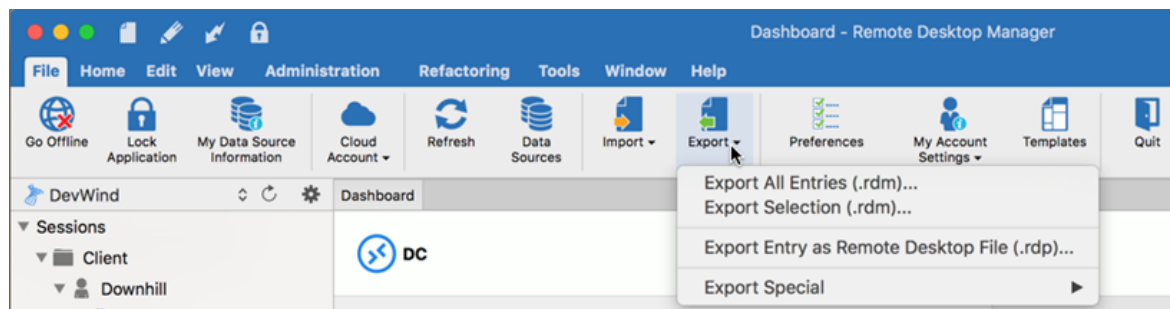 Dashboard - Remote Desktop Manager
File Home Edit View Administration Refactoring Tools Window Help
Go Offline
Lock
Application
My Data Source
Information
Cloud
Account
Refresh
Data
Sources
Import
Export
Preferences
My Account
Settings
Templates
Quit
DevWind
Dashboard
Export All Entries (.rdm)...
Export Selection (.rdm)...
Export Entry as Remote Desktop File (.rdp)...
Export Special
Sessions
Client
Downhill
DC